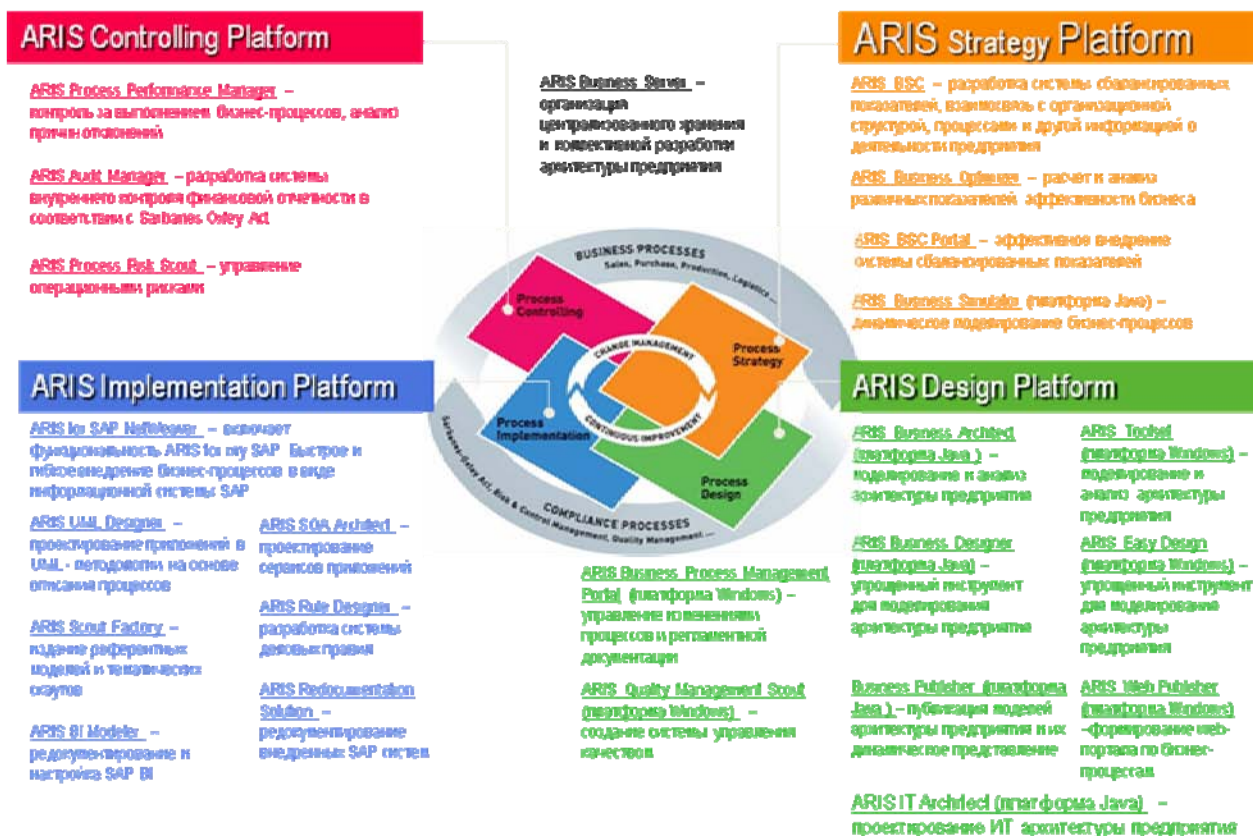 ARIS Controlling Platform
ARIS Process Performance Manager –
контроль за выполнением бизнес-процессов, анализ
причин отклонений
ARIS Audit Manager – разработка системы
внутреннего контроля финансовой отчетности в
соответствии с Sarbanes Oxley Act
ARIS Process Risk Scout – управление
операционными рисками
ARIS Business Server –
организация
централизованного хранения
и коллективной разработки
архитектуры предприятия
ARIS Strategy Platform
ARIS BSC – разработка системы сбалансированных
показателей, взаимосвязь с организационной
структурой, процессами и другой информацией о
деятельности предприятия
ARIS Business Optimizer – расчет и анализ
различных показателей эффективности бизнеса
ARIS BSC Portal – эффективное внедрение
системы сбалансированных показателей
ARIS Business Simulator (платформа Java) –
динамическое моделирование бизнес-процессов
BUSINESS PROCESSES
Sales, Purchase, Production, Logistics ...
Process
Controlling
Process
Strategy
CHANGE MANAGEMENT
CONTINUOUS IMPROVEMENT
Process
Implementation
Process
Design
COMPLIANCE PROCESSES
Sarbanes-Oxley Act, Risk & Control Management, Quality Management ...
ARIS Implementation Platform
ARIS for SAP NetWeaver – включает
функциональность ARIS for my SAP Быстрое и
гибкое внедрение бизнес-процессов в виде
информационной системы SAP
ARIS UML Designer –
проектирование приложений в
UML - методологии на основе
описания процессов
ARIS Scout Factory –
издание референтных
моделей и тематических
скаутов
ARIS BI Modeler –
редокументирование и
настройка SAP BI
ARIS SOA Architect –
проектирование
сервисов приложений
ARIS Rule Designer –
разработка системы
деловых правил
ARIS Redocumentation
Solution –
редокументирование
внедренных SAP систем
ARIS Business Process Management
Portal (платформа Windows) –
управление изменениями
процессов и регламентной
документации
ARIS Quality Management Scout
(платформа Windows) –
создание системы управления
качеством
ARIS Design Platform
ARIS Business Architect
(платформа Java ) –
моделирование и анализ
архитектуры предприятия
ARIS Toolset
(платформа Windows) –
моделирование и
анализ архитектуры
предприятия
ARIS Business Designer
(платформа Java) –
упрощенный инструмент
для моделирования
архитектуры предприятия
ARIS Easy Design
(платформа Windows) –
упрощенный инструмент
для моделирования
архитектуры
предприятия
Business Publisher (платформа
Java ) – публикация моделей
архитектуры предприятия и их
динамическое представление
ARIS Web Publisher
(платформа Windows)
–формирование web-
портала по бизнес-
процессам
ARIS IT Architect (платформа Java) –
проектирование ИТ архитектуры предприятия